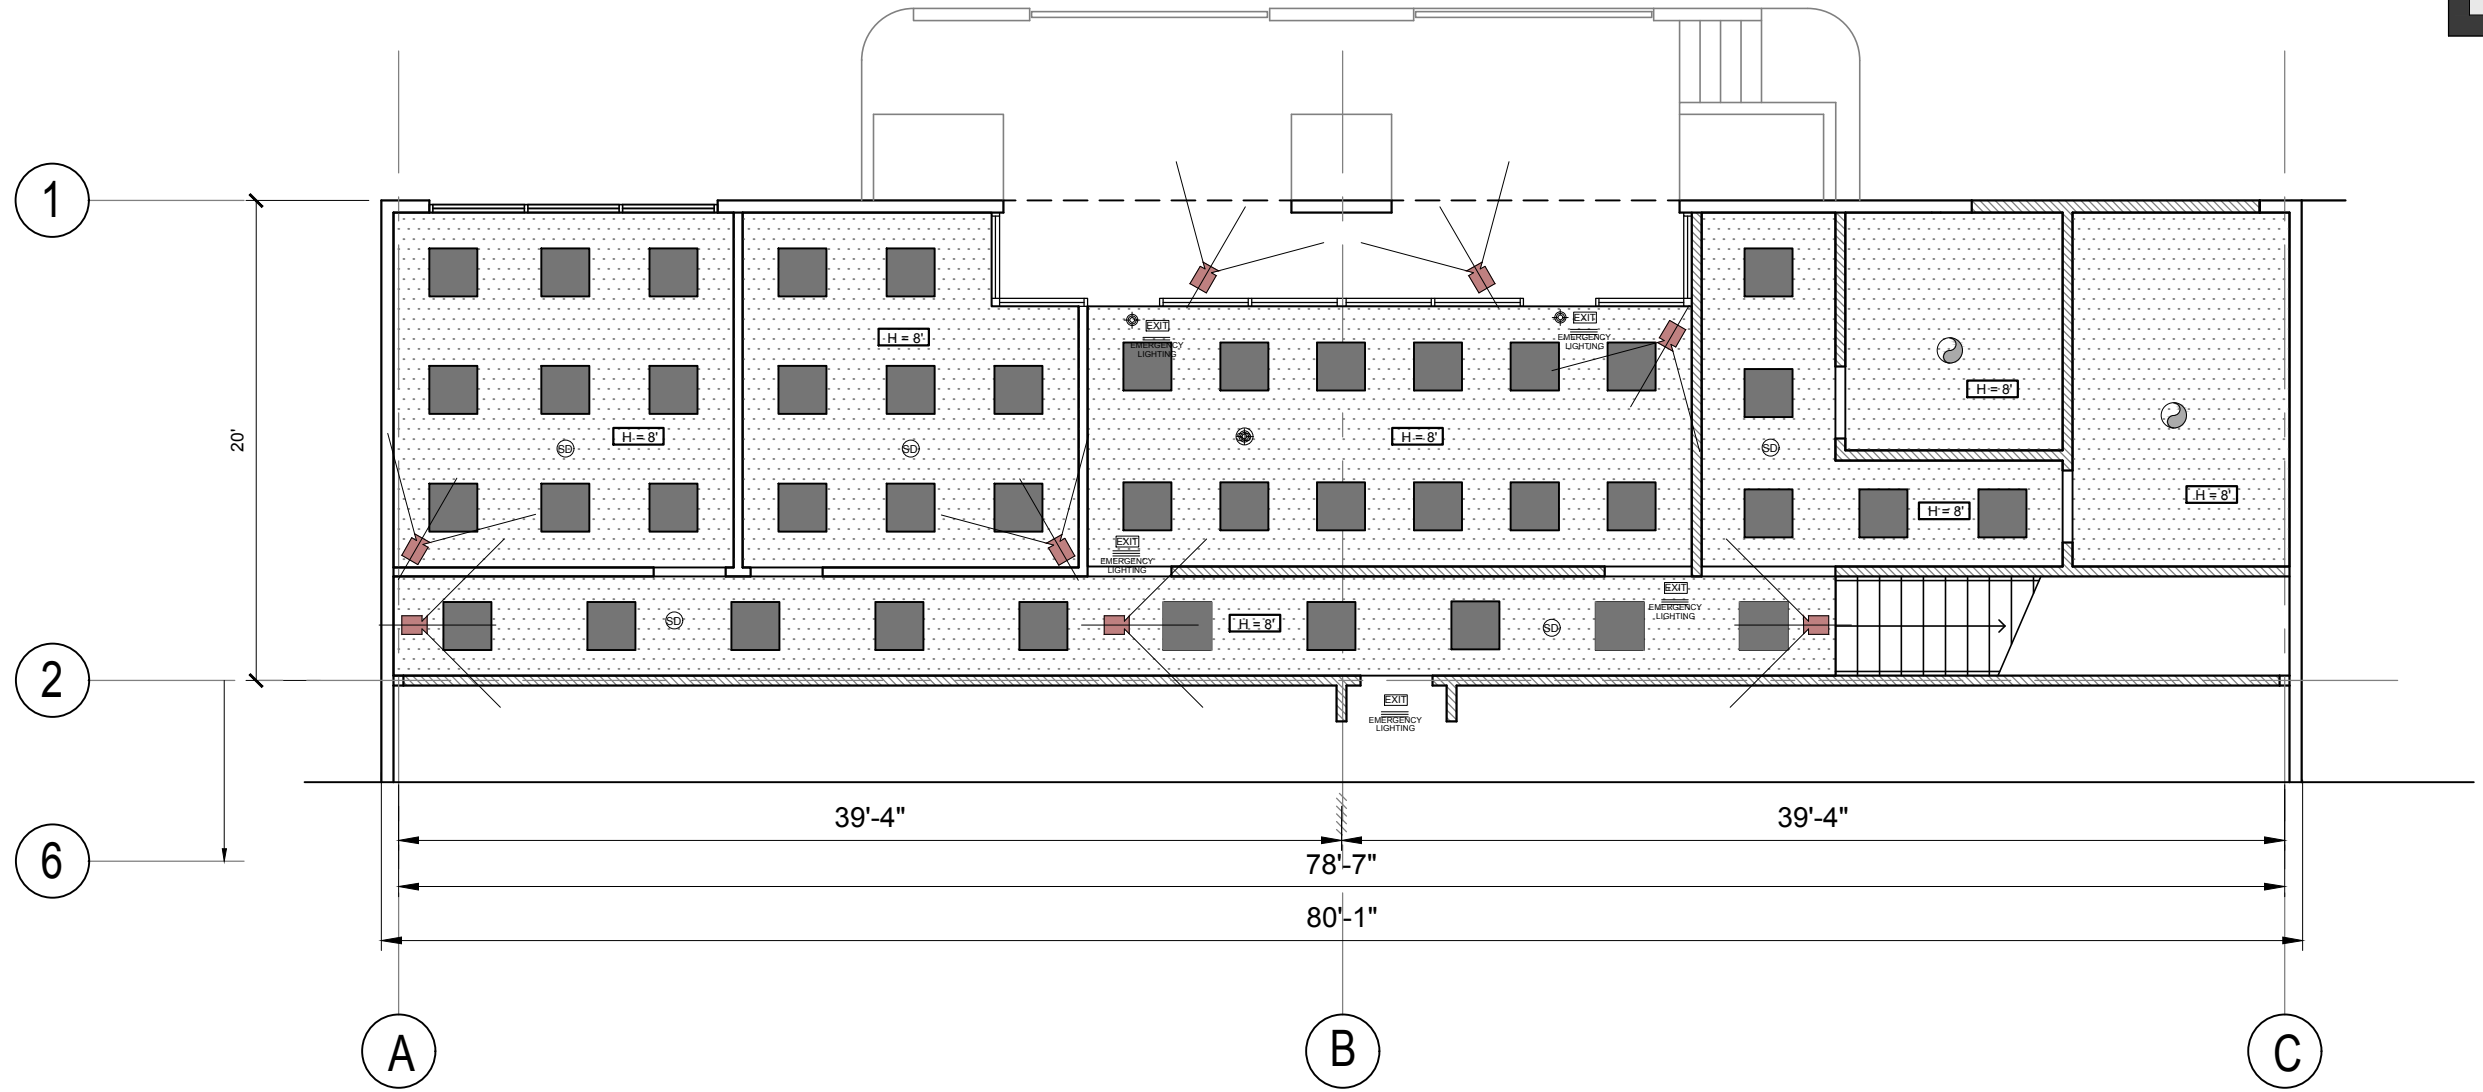 1
EXIT
EMERGENCY
LIGHTING
EXIT
EMERGENCY
LIGHTING
H = 8'
H = 8'
20'
H = 8'
SD
SD
H = 8'
SD
H = 8'
H = 8'
EXIT
EMERGENCY
LIGHTING
EXIT
EMERGENCY
LIGHTING
SD
H = 8'
SD
2
EXIT
EMERGENCY
LIGHTING
39'-4"
39'-4"
6
78'-7"
80'-1"
A
B
C